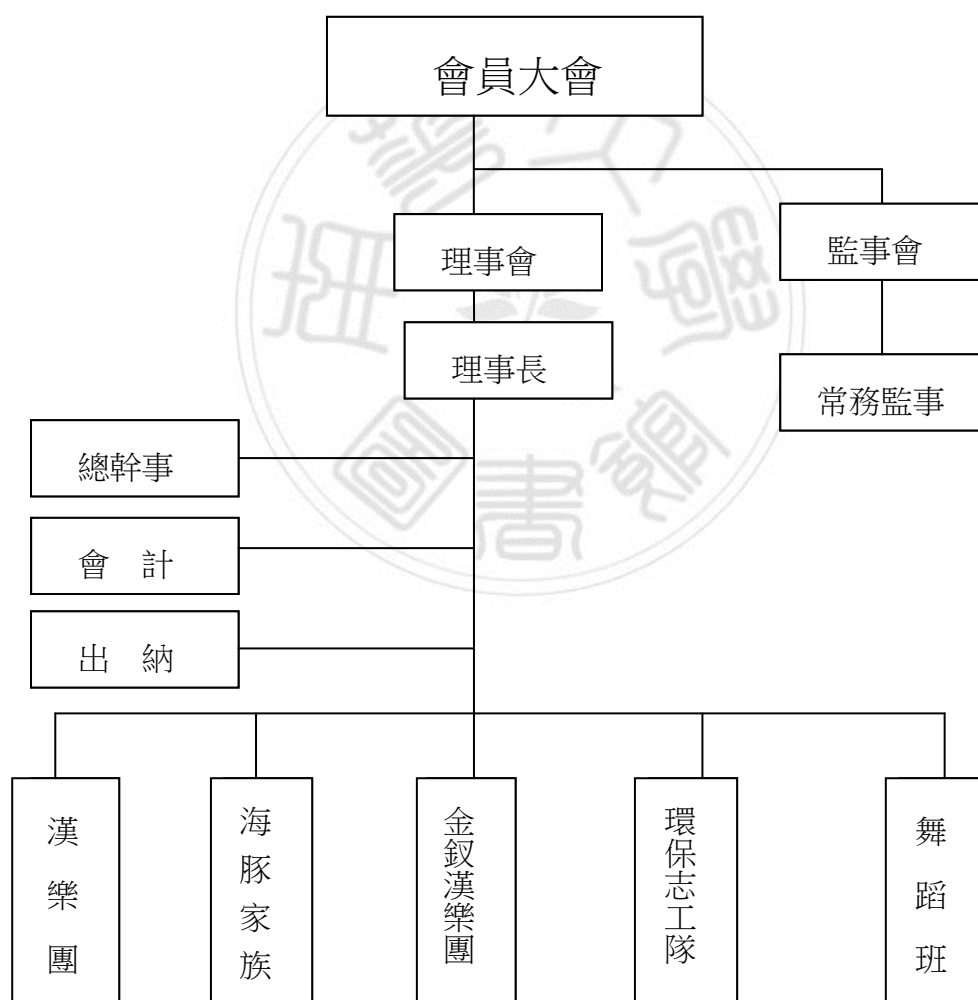 會員大會
理事會
監事會
理事長
常務監事
總幹事
會　計
出　納
漢樂團
海豚家族
金釵漢樂團
環保志工隊
舞蹈班